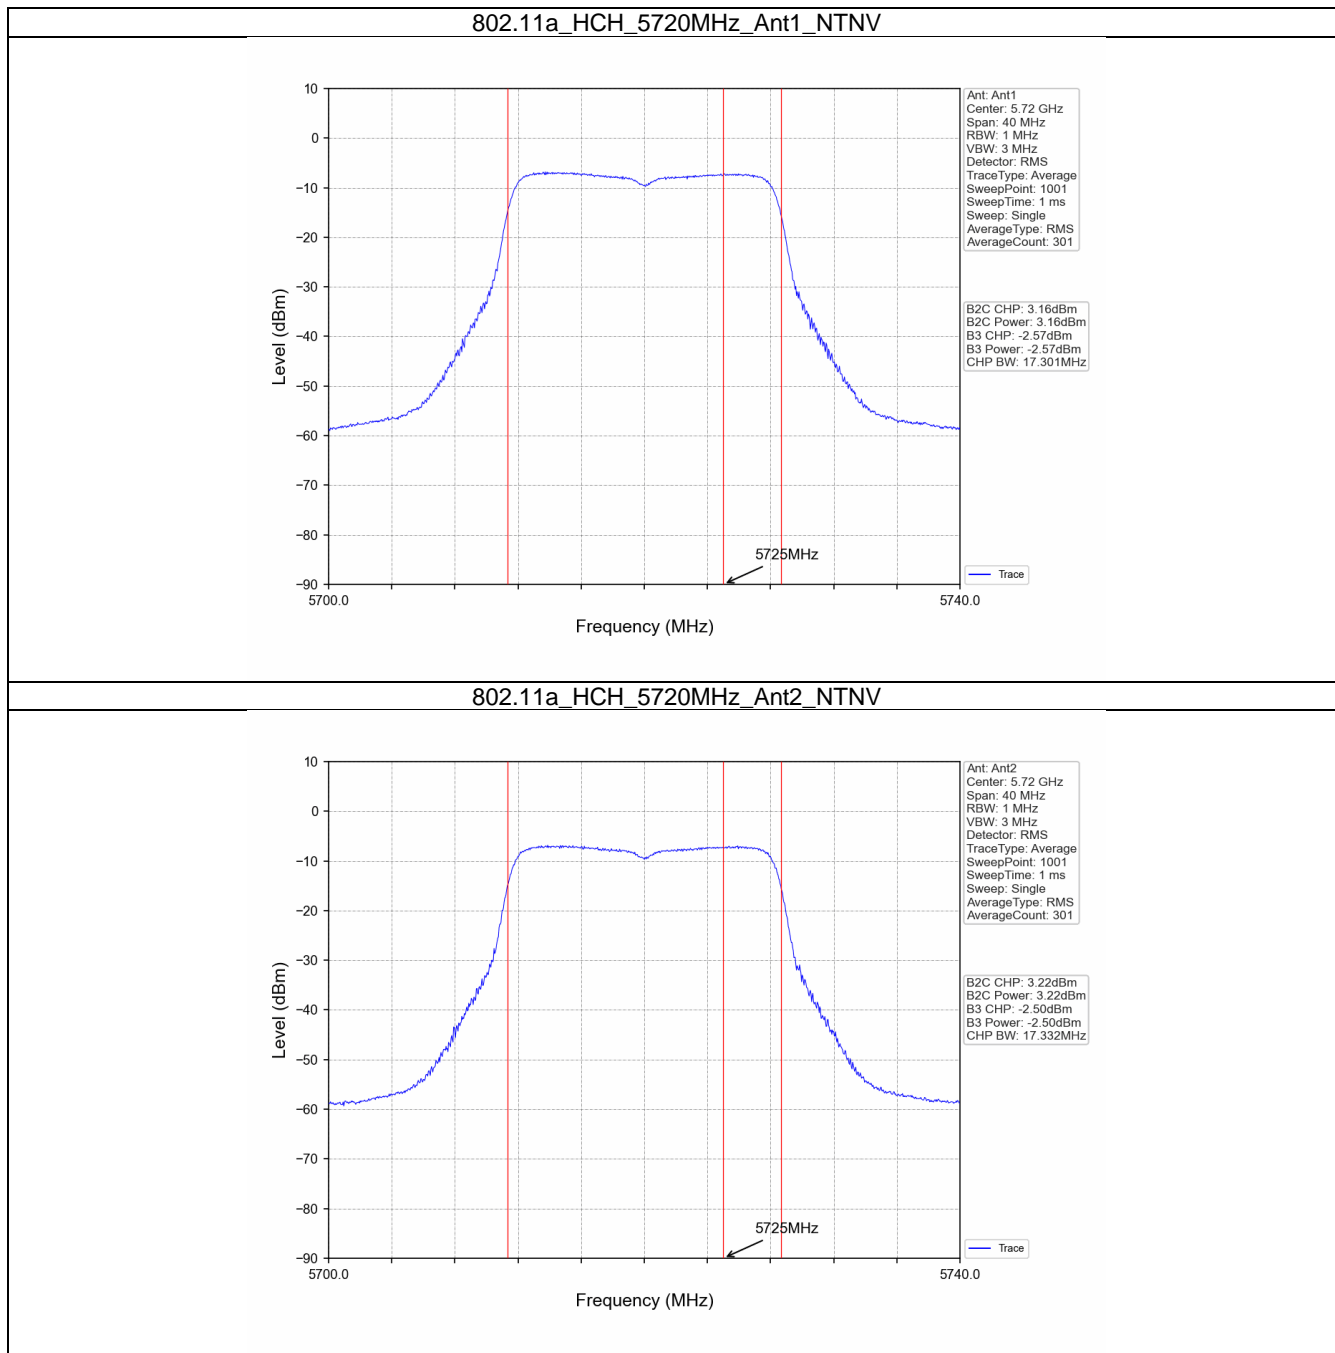 802.11a_HCH_5720MHz_Ant1_NTNV
10
0
−10
−20
−30
−40
−50
−60
−70
−80
−90
Level (dBm)
5700.0
5740.0
Frequency (MHz)
5725MHz
Ant: Ant1
Center: 5.72 GHz
Span: 40 MHz
RBW: 1 MHz
VBW: 3 MHz
Detector: RMS
TraceType: Average
SweepPoint: 1001
SweepTime: 1 ms
Sweep: Single
AverageType: RMS
AverageCount: 301
B2C CHP: 3.16dBm
B2C Power: 3.16dBm
B3 CHP: -2.57dBm
B3 Power: -2.57dBm
CHP BW: 17.301MHz
Trace
802.11a_HCH_5720MHz_Ant2_NTNV
10
0
−10
−20
−30
−40
−50
−60
−70
−80
−90
Level (dBm)
5700.0
5740.0
Frequency (MHz)
5725MHz
Ant: Ant2
Center: 5.72 GHz
Span: 40 MHz
RBW: 1 MHz
VBW: 3 MHz
Detector: RMS
TraceType: Average
SweepPoint: 1001
SweepTime: 1 ms
Sweep: Single
AverageType: RMS
AverageCount: 301
B2C CHP: 3.22dBm
B2C Power: 3.22dBm
B3 CHP: -2.50dBm
B3 Power: -2.50dBm
CHP BW: 17.332MHz
Trace